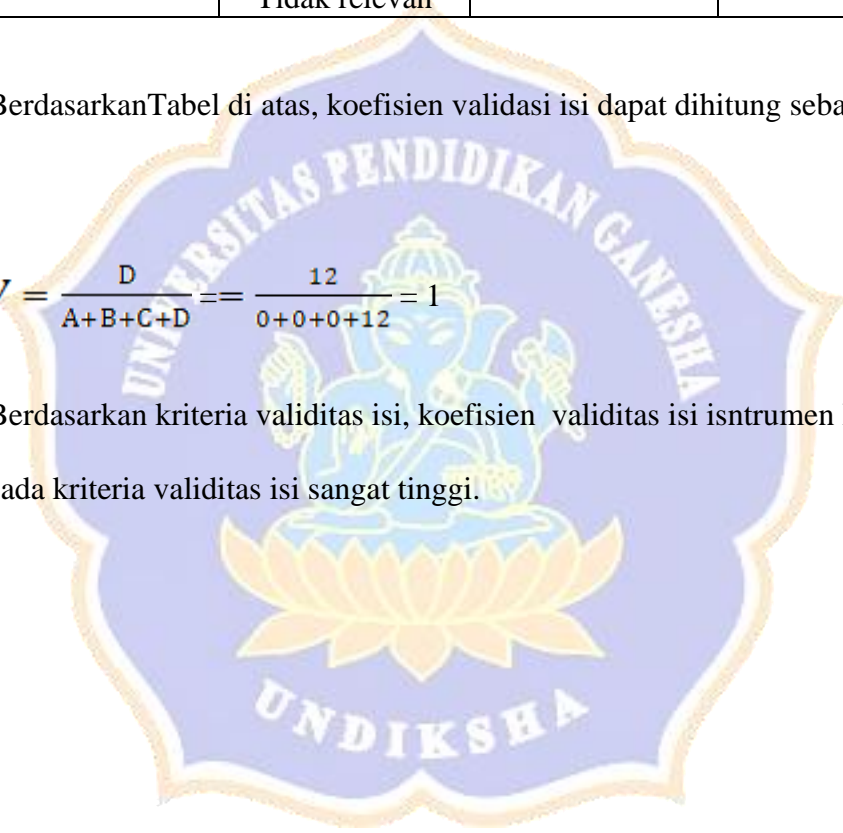 Tidak relevan
BerdasarkanTabel di atas, koefisien validasi isi dapat dihitung seba
V = D / A+B+C+D == 12 / 0+0+0+12 = 1
Berdasarkan kriteria validitas isi, koefisien validitas isi isntrumen
ada kriteria validitas isi sangat tinggi.
UNIVERSITAS PENDIDIKAN GANESHA
UNDIKSHA